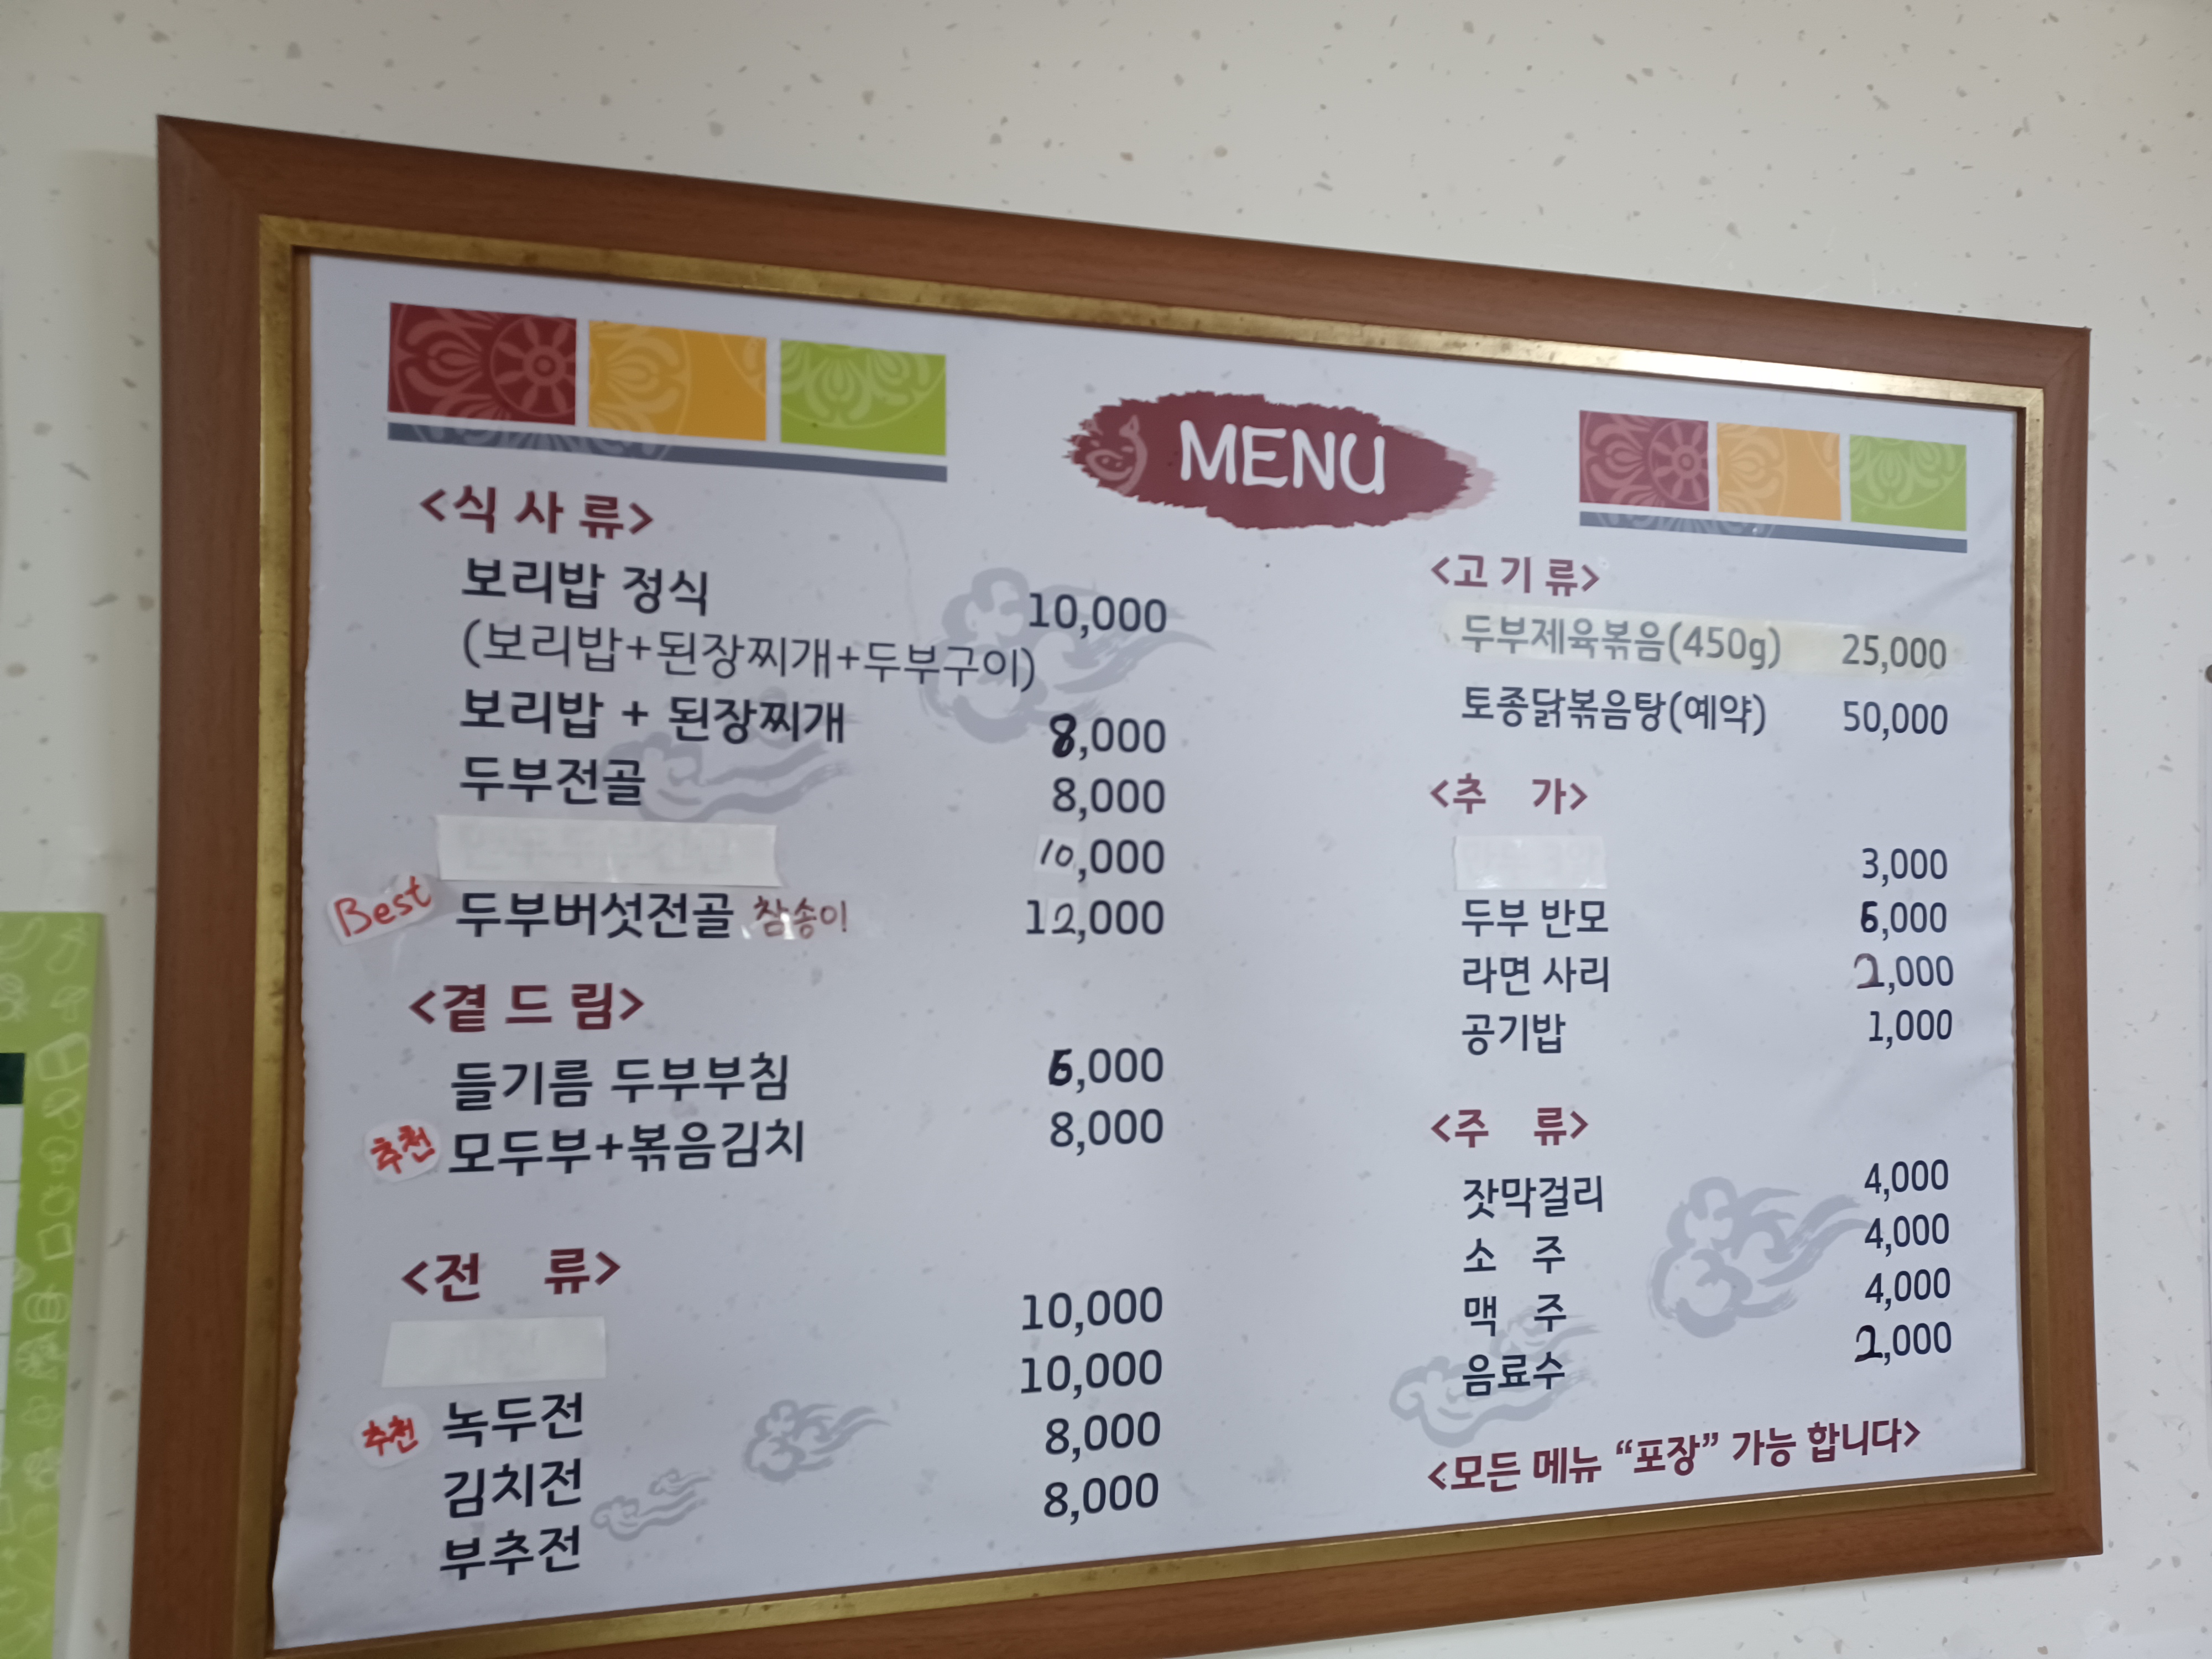 MENU
<식 사 류>
보리밥 정식 10,000
(보리밥+된장찌개+두부구이)
보리밥 + 된장찌개 8,000
두부전골 8,000
10,000
Best 두부버섯전골 참송이 12,000
<곁 드 림>
들기름 두부부침 6,000
추천 모두부+볶음김치 8,000
<전 류>
10,000
추천 녹두전 10,000
김치전 8,000
부추전 8,000
<고 기 류>
두부제육볶음(450g) 25,000
토종닭볶음탕(예약) 50,000
<추 가>
3,000
두부 반모 6,000
라면 사리 2,000
공기밥 1,000
<주 류>
잣막걸리 4,000
소 주 4,000
맥 주 4,000
음료수 2,000
<모든 메뉴 “포장” 가능 합니다>